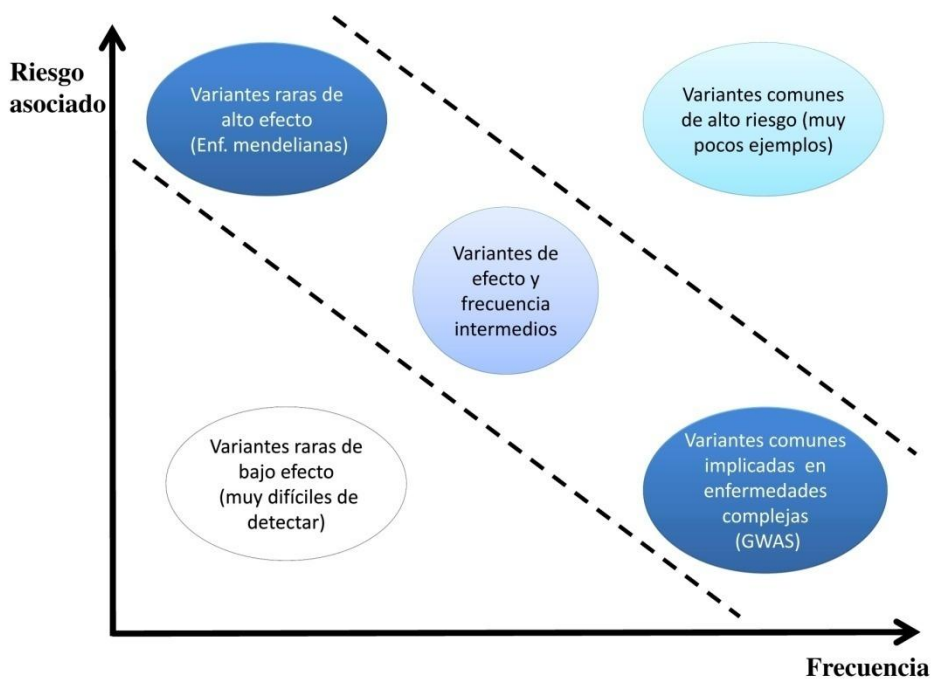 Riesgo
asociado
Variantes raras de
alto efecto
(Enf. mendelianas)
Variantes comunes
de alto riesgo (muy
pocos ejemplos)
Variantes de
efecto y
frecuencia
intermedios
Variantes raras de
bajo efecto
(muy difíciles de
detectar)
Variantes comunes
implicadas en
enfermedades
complejas
(GWAS)
Frecuencia